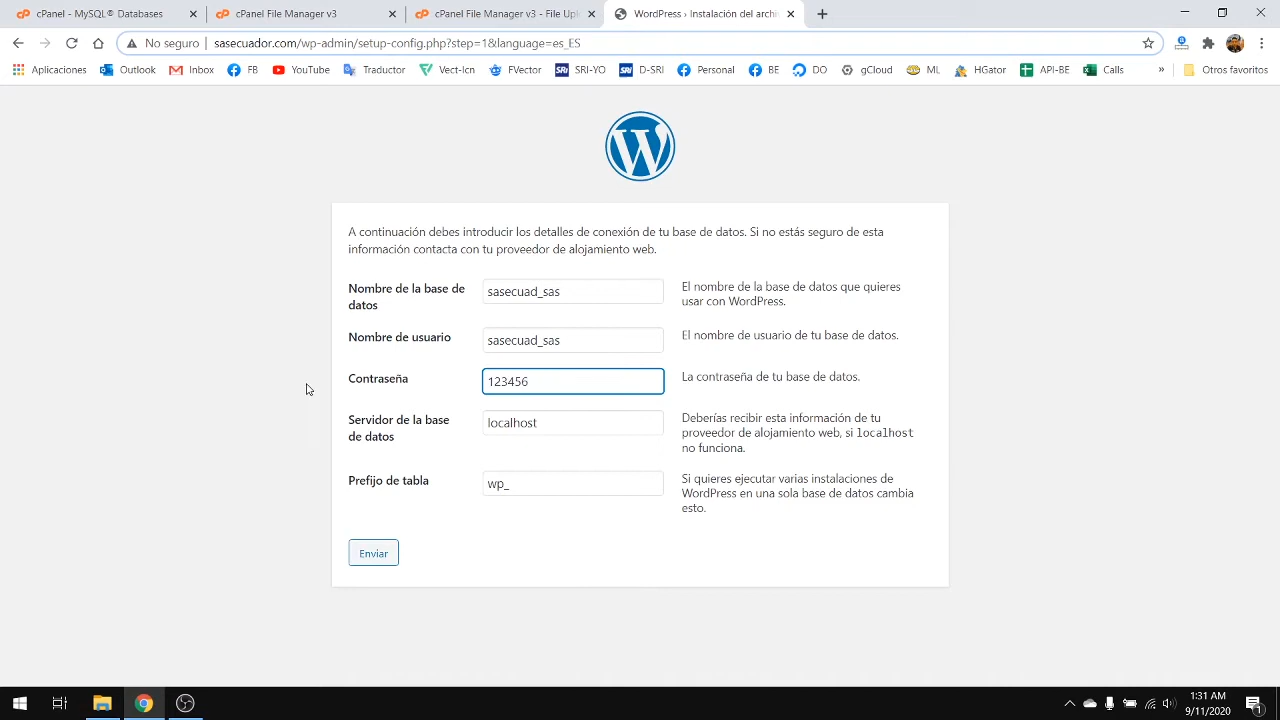 cPanel - MySQL® Databases
cPanel File Manager v3
cPanel File Manager v3 - File Upl
WordPress › Instalación del archi
No seguro
sasecuador.com/wp-admin/setup-config.php?step=1&language=es_ES
Aplicaciones
Outlook
Inbox
FB
YouTube
Traductor
Vect-Icn
FVector
SRI-YO
D-SRI
Personal
BE
DO
gCloud
ML
HGator
API-BE
Calls
»
Otros favoritos
A continuación debes introducir los detalles de conexión de tu base de datos. Si no estás seguro de esta
información contacta con tu proveedor de alojamiento web.
Nombre de la base de
datos
sasecuad_sas
El nombre de la base de datos que quieres
usar con WordPress.
Nombre de usuario
sasecuad_sas
El nombre de usuario de tu base de datos.
Contraseña
123456
La contraseña de tu base de datos.
Servidor de la base
de datos
localhost
Deberías recibir esta información de tu
proveedor de alojamiento web, si localhost
no funciona.
Prefijo de tabla
wp_
Si quieres ejecutar varias instalaciones de
WordPress en una sola base de datos cambia
esto.
Enviar
1:31 AM
9/11/2020